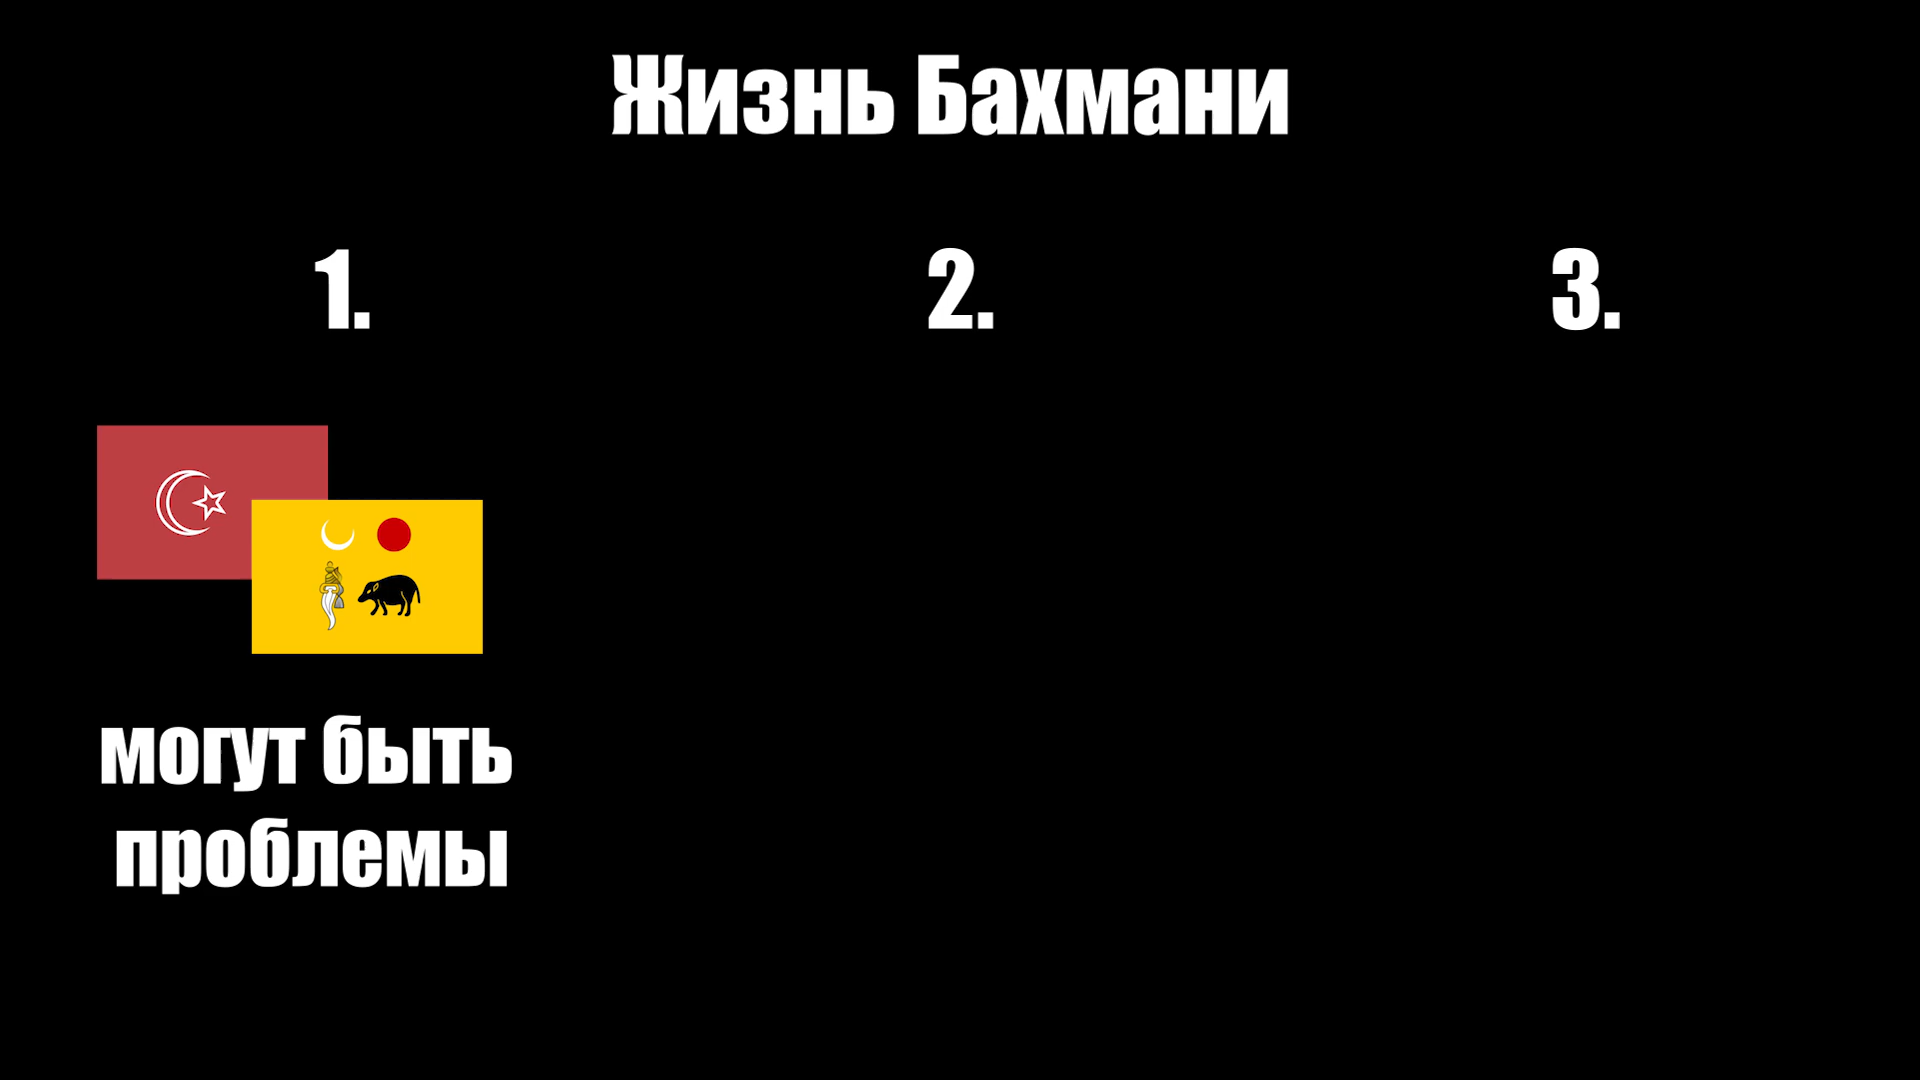 Жизнь Бахмани
1.
2.
3.
могут быть
проблемы